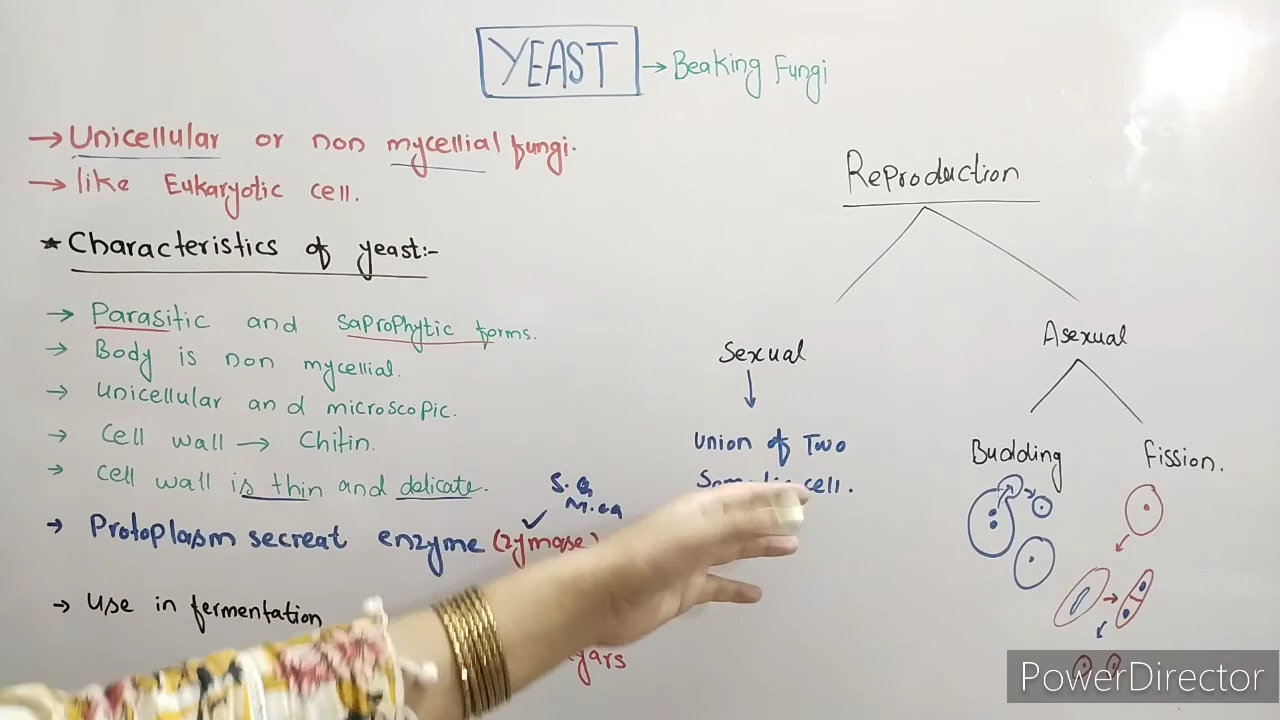 YEAST → Beaking Fungi
→ Unicellular or non mycellial fungi.
→ like Eukaryotic cell.
* Characteristics of yeast:-
→ Parasitic and saprophytic forms.
→ Body is non mycellial.
→ unicellular and microscopic.
→ cell wall → Chitin.
→ cell wall is thin and delicate.
→ Protoplasm secreat enzyme (zymase)
→ Use in fermentation
Reproduction
Sexual
Union of Two
cell.
Asexual
Budding
Fission.
PowerDirector